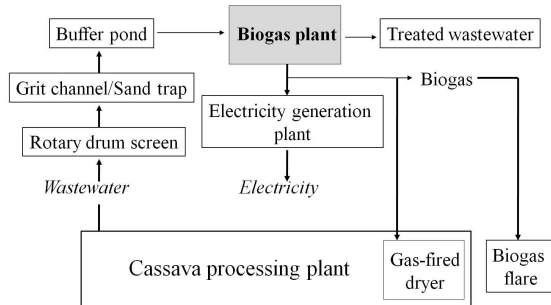 Buffer pond
Biogas plant
Treated wastewater
Grit channel/Sand trap
Biogas
Electricity generation
plant
Rotary drum screen
Wastewater
Electricity
Cassava processing plant
Gas-fired
dryer
Biogas
flare